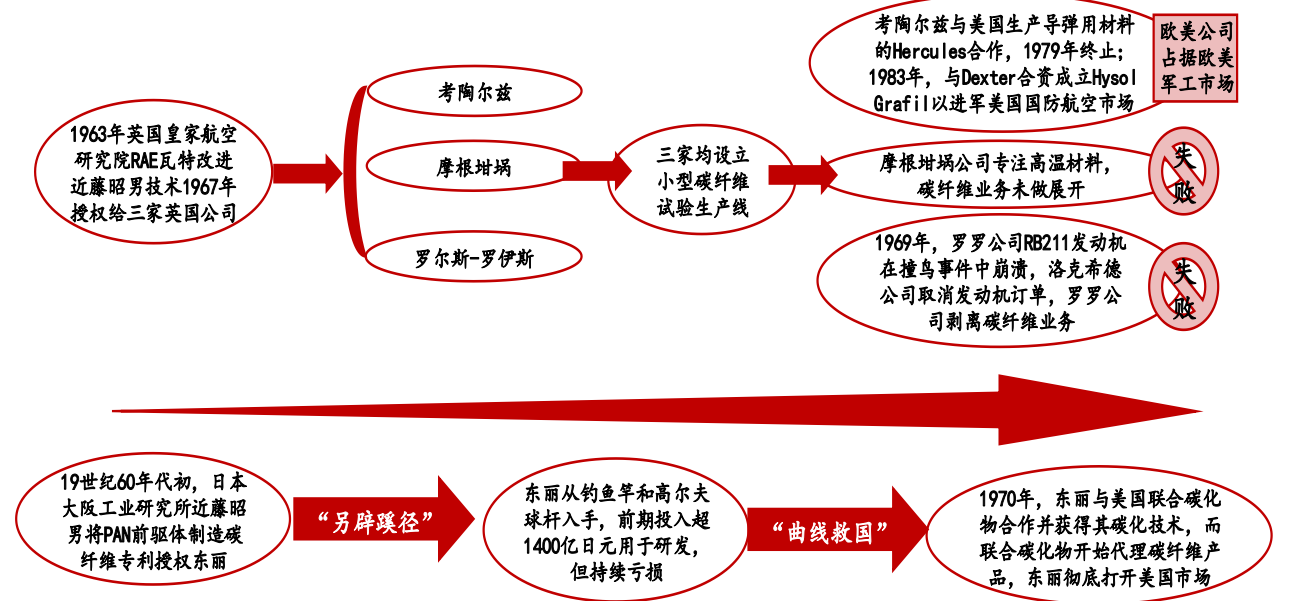 1963年英国皇家航空
研究院RAE瓦特改进
近藤昭男技术1967年
授权给三家英国公司
考陶尔兹
摩根坩埚
罗尔斯-罗伊斯
三家均设立
小型碳纤维
试验生产线
考陶尔兹与美国生产导弹用材料
的Hercules合作，1979年终止；
1983年，与Dexter合资成立Hysol
Grafil以进军美国国防航空市场
欧美公司
占据欧美
军工市场
摩根坩埚公司专注高温材料，
碳纤维业务未做展开
失
败
1969年，罗罗公司RB211发动机
在撞鸟事件中崩溃，洛克希德
公司取消发动机订单，罗罗公
司剥离碳纤维业务
失
败
19世纪60年代初，日本
大阪工业研究所近藤昭
男将PAN前驱体制造碳
纤维专利授权东丽
“另辟蹊径”
东丽从钓鱼竿和高尔夫
球杆入手，前期投入超
1400亿日元用于研发，
但持续亏损
“曲线救国”
1970年，东丽与美国联合碳化
物合作并获得其碳化技术，而
联合碳化物开始代理碳纤维产
品，东丽彻底打开美国市场